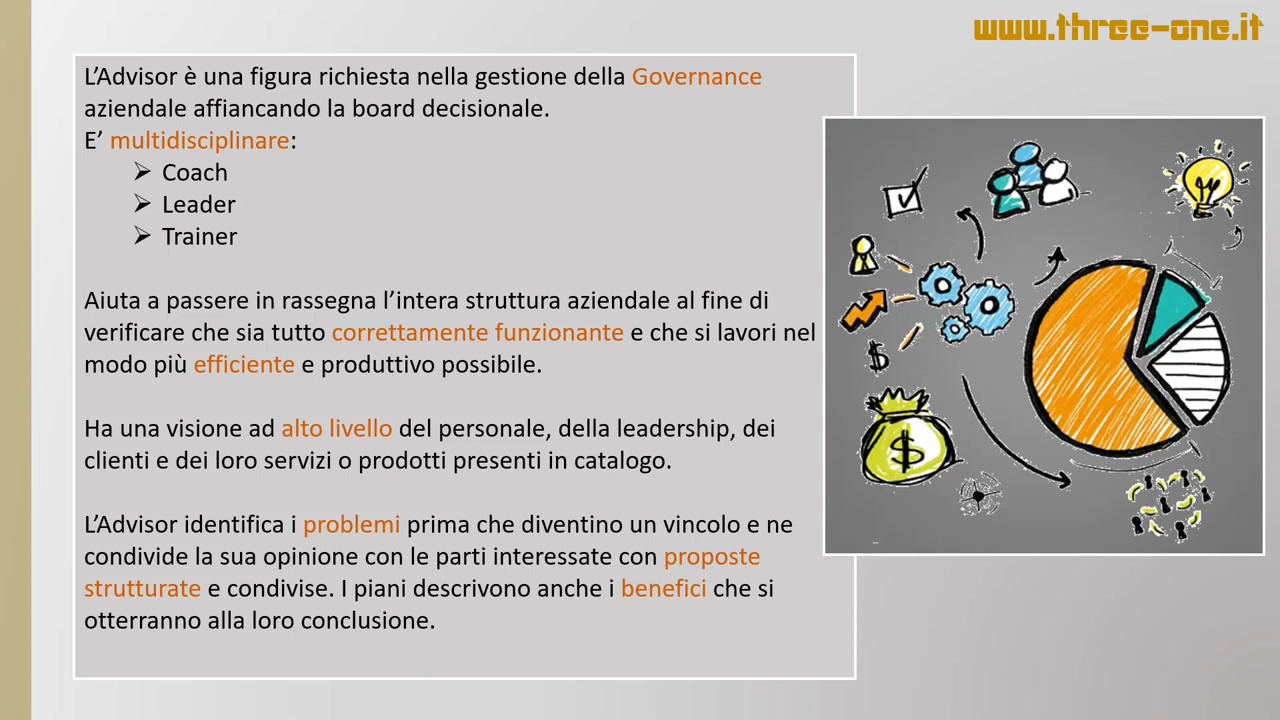 www.three-one.it
L’Advisor è una figura richiesta nella gestione della Governance
aziendale affiancando la board decisionale.
E’ multidisciplinare:
➢ Coach
➢ Leader
➢ Trainer
Aiuta a passere in rassegna l’intera struttura aziendale al fine di
verificare che sia tutto correttamente funzionante e che si lavori nel
modo più efficiente e produttivo possibile.
Ha una visione ad alto livello del personale, della leadership, dei
clienti e dei loro servizi o prodotti presenti in catalogo.
L’Advisor identifica i problemi prima che diventino un vincolo e ne
condivide la sua opinione con le parti interessate con proposte
strutturate e condivise. I piani descrivono anche i benefici che si
otterranno alla loro conclusione.
$
$